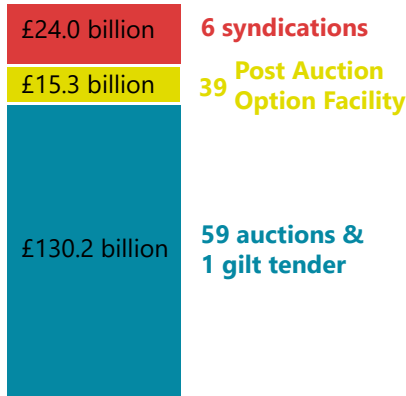 £24.0 billion
6 syndications
£15.3 billion
39 Post Auction
Option Facility
£130.2 billion
59 auctions &
1 gilt tender